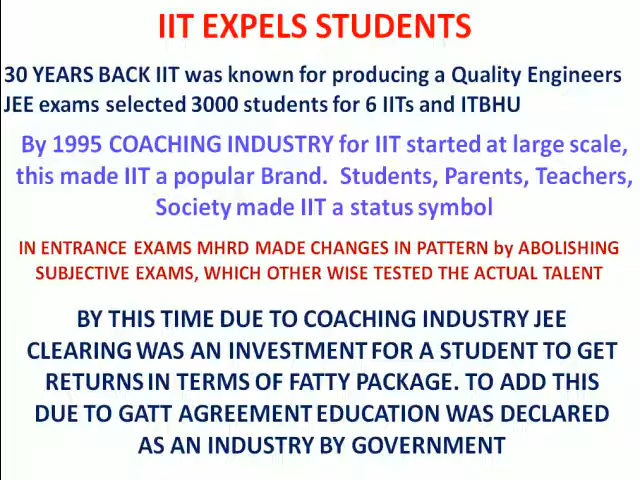 IIT EXPELS STUDENTS
30 YEARS BACK IIT was known for producing a Quality Engineers
JEE exams selected 3000 students for 6 IITs and ITBHU
By 1995 COACHING INDUSTRY for IIT started at large scale,
this made IIT a popular Brand. Students, Parents, Teachers,
Society made IIT a status symbol
IN ENTRANCE EXAMS MHRD MADE CHANGES IN PATTERN by ABOLISHING
SUBJECTIVE EXAMS, WHICH OTHER WISE TESTED THE ACTUAL TALENT
BY THIS TIME DUE TO COACHING INDUSTRY JEE
CLEARING WAS AN INVESTMENT FOR A STUDENT TO GET
RETURNS IN TERMS OF FATTY PACKAGE. TO ADD THIS
DUE TO GATT AGREEMENT EDUCATION WAS DECLARED
AS AN INDUSTRY BY GOVERNMENT